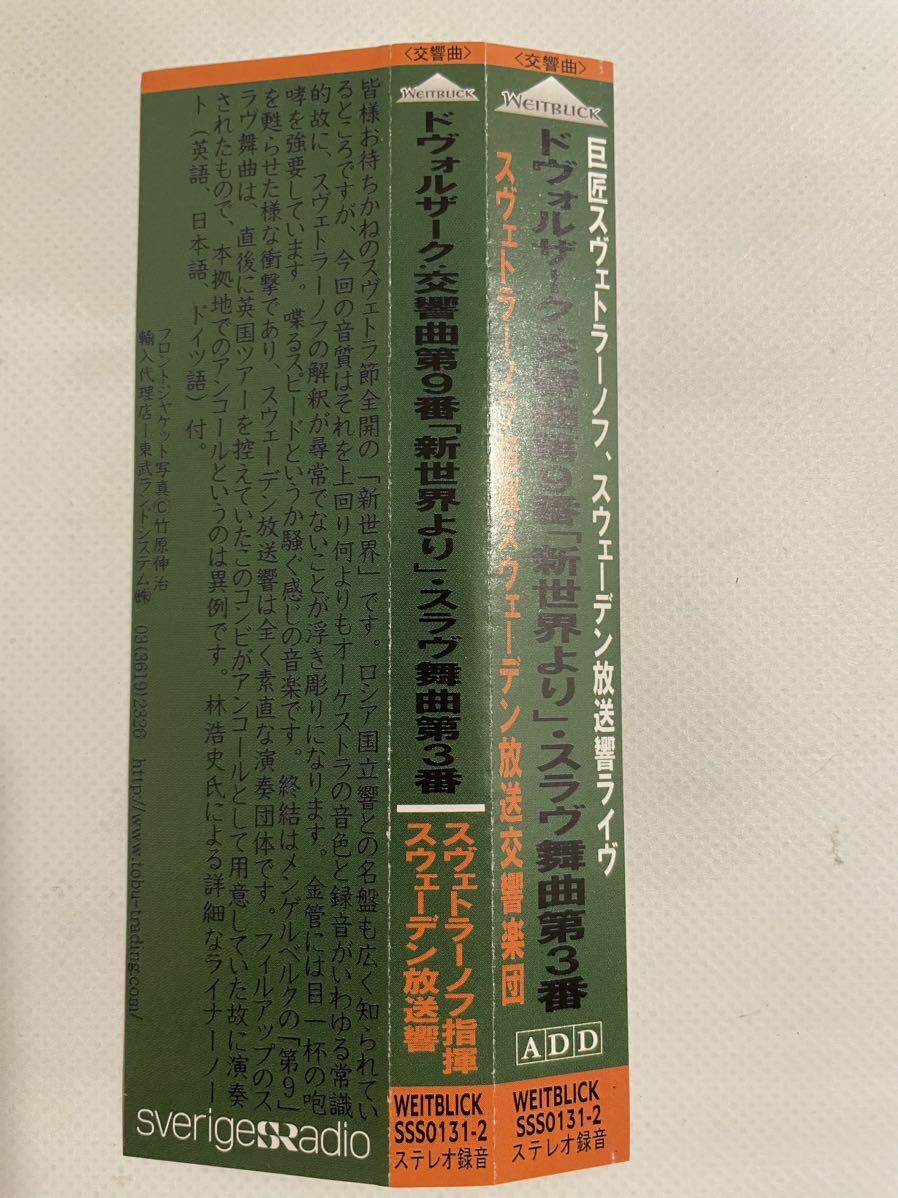 〈交響曲〉
WEITBLICK
巨匠スヴェトラーノフ、スウェーデン放送響ライヴ
ドヴォルザーク:交響曲第9番「新世界より」・スラヴ舞曲第3番
スヴェトラーノフ指揮スウェーデン放送交響楽団
ADD
WEITBLICK
SSS0131-2
ステレオ録音
〈交響曲〉
WEITBLICK
ドヴォルザーク:交響曲第9番「新世界より」・スラヴ舞曲第3番
スヴェトラーノフ指揮
スウェーデン放送響
WEITBLICK
SSS0131-2
ステレオ録音
皆様お待ちかねのスヴェトラ節全開の「新世界」です。ロシア国立響との名盤も広く知られてい
るところですが、今回の音質はそれを上回り何よりもオーケストラの音色と録音がいわゆる常識
的故に、スヴェトラーノフの解釈が尋常でないことが浮き彫りになります。金管には目一杯の咆
哮を強要しています。喋るスピードというか騒ぐ感じの音楽です。終結はメンゲルベルクの「第9」
を甦らせた様な衝撃であり、スウェーデン放送響は全く素直な演奏団体です。フィルアップのス
ラヴ舞曲は、直後に英国ツアーを控えていたこのコンビがアンコールとして用意していた故に演奏
されたもので、本拠地でのアンコールというのは異例です。林浩史氏による詳細なライナーノー
ト(英語、日本語、ドイツ語)付。
フロントジャケット写真(C)竹原伸治
輸入代理店―東武ランドシステム㈱ 03(3619)2326 http://www.tobu-trading.com/
sverigesSRadio